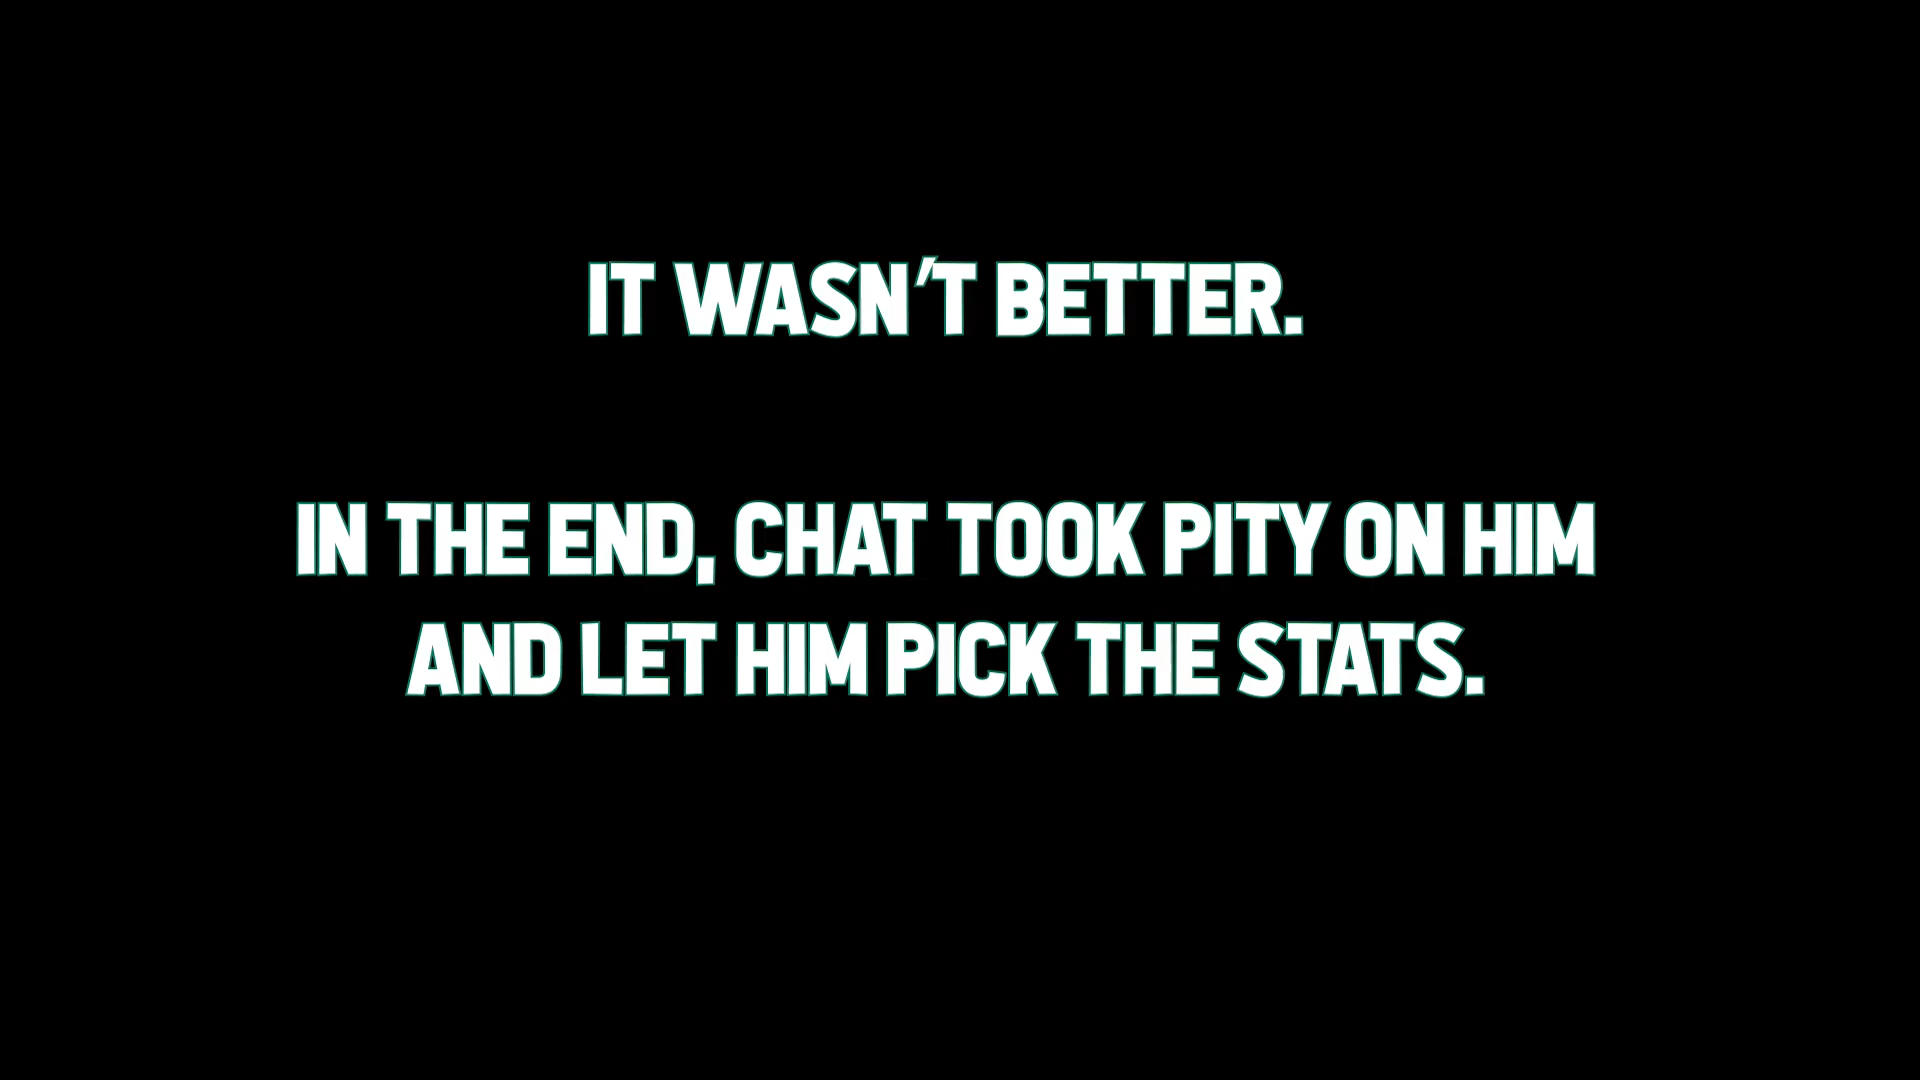 IT WASN'T BETTER.
IN THE END, CHAT TOOK PITY ON HIM
AND LET HIM PICK THE STATS.